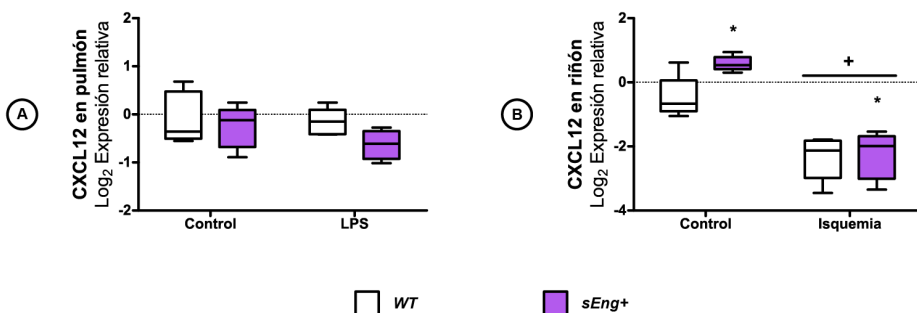 A
CXCL12 en pulmón
Log2 Expresión relativa
2
1
0
-1
-2
Control
LPS
B
CXCL12 en riñón
Log2 Expresión relativa
2
0
-2
-4
*
+
*
Control
Isquemia
WT
sEng+